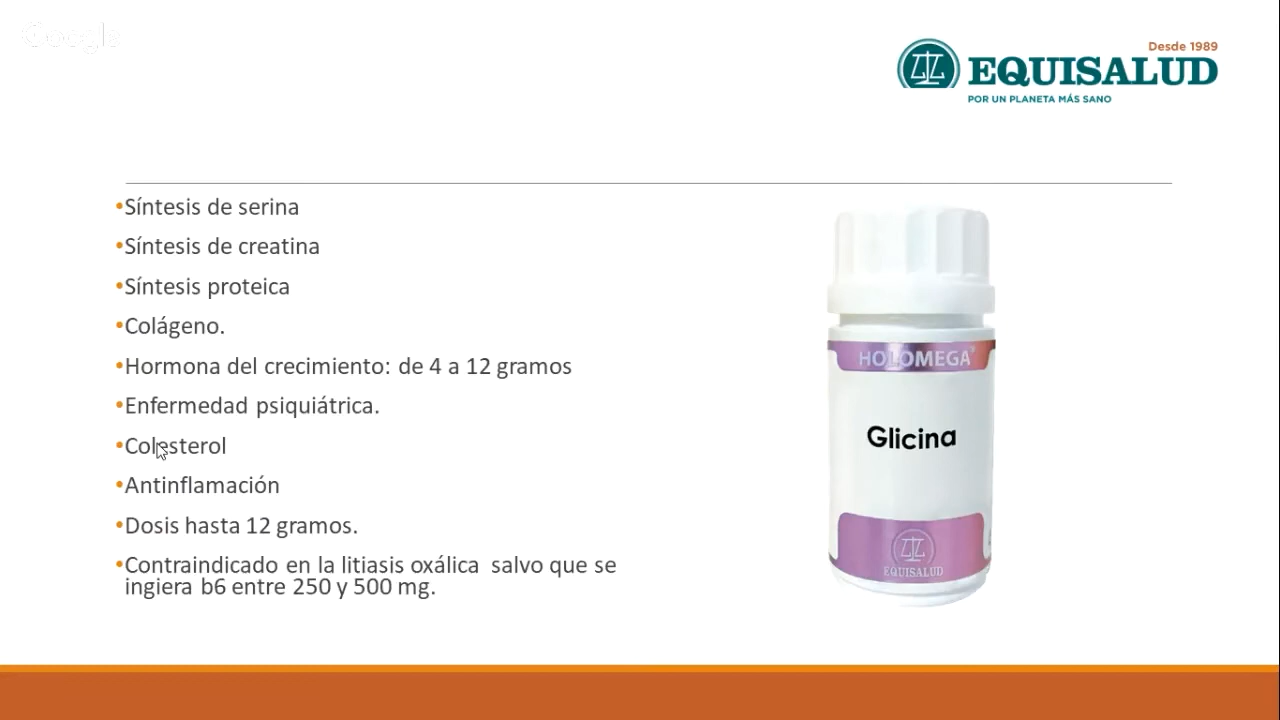 Google
Desde 1989
EQUISALUD
POR UN PLANETA MÁS SANO
•Síntesis de serina
•Síntesis de creatina
•Síntesis proteica
•Colágeno.
•Hormona del crecimiento: de 4 a 12 gramos
•Enfermedad psiquiátrica.
•Colesterol
•Antinflamación
•Dosis hasta 12 gramos.
•Contraindicado en la litiasis oxálica salvo que se
ingiera b6 entre 250 y 500 mg.
HOLOMEGA
Glicina
EQUISALUD